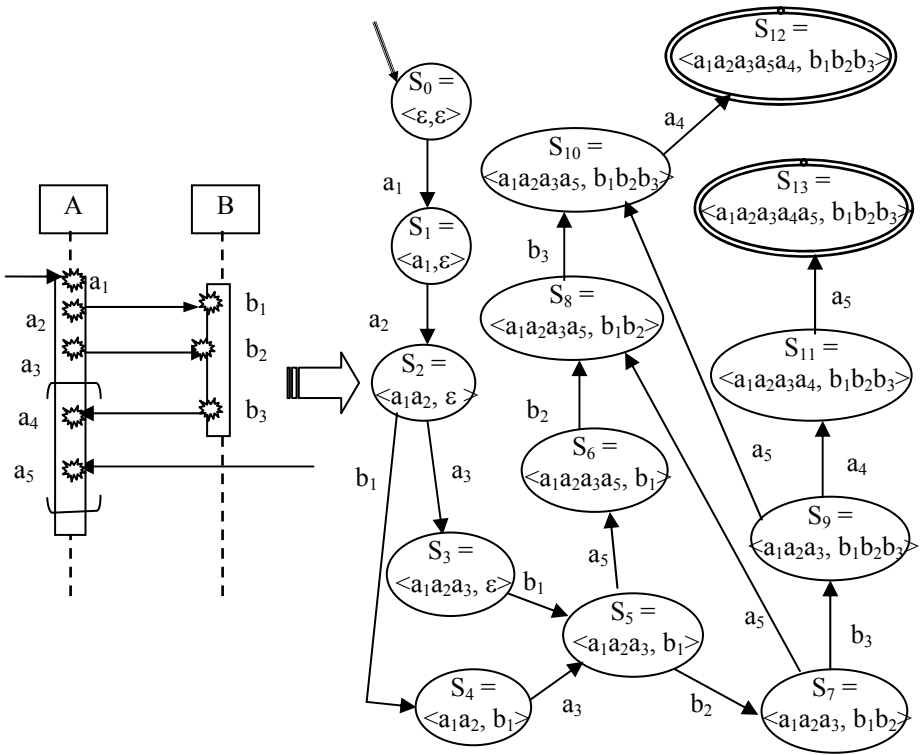 A
B
a₁
a₂
a₃
a₄
a₅
b₁
b₂
b₃
S₀ =
<ε,ε>
a₁
S₁ =
<a₁,ε>
a₂
S₂ =
<a₁a₂, ε >
b₁
a₃
S₃ =
<a₁a₂a₃, ε>
b₁
S₄ =
<a₁a₂, b₁>
a₃
S₅ =
<a₁a₂a₃, b₁>
a₅
b₂
S₆ =
<a₁a₂a₃a₅, b₁>
b₂
S₇ =
<a₁a₂a₃, b₁b₂>
a₅
b₃
S₈ =
<a₁a₂a₃a₅, b₁b₂>
b₃
S₉ =
<a₁a₂a₃, b₁b₂b₃>
a₅
a₄
S₁₀ =
<a₁a₂a₃a₅, b₁b₂b₃>
a₄
S₁₁ =
<a₁a₂a₃a₄, b₁b₂b₃>
a₅
S₁₂ =
<a₁a₂a₃a₅a₄, b₁b₂b₃>
S₁₃ =
<a₁a₂a₃a₄a₅, b₁b₂b₃>